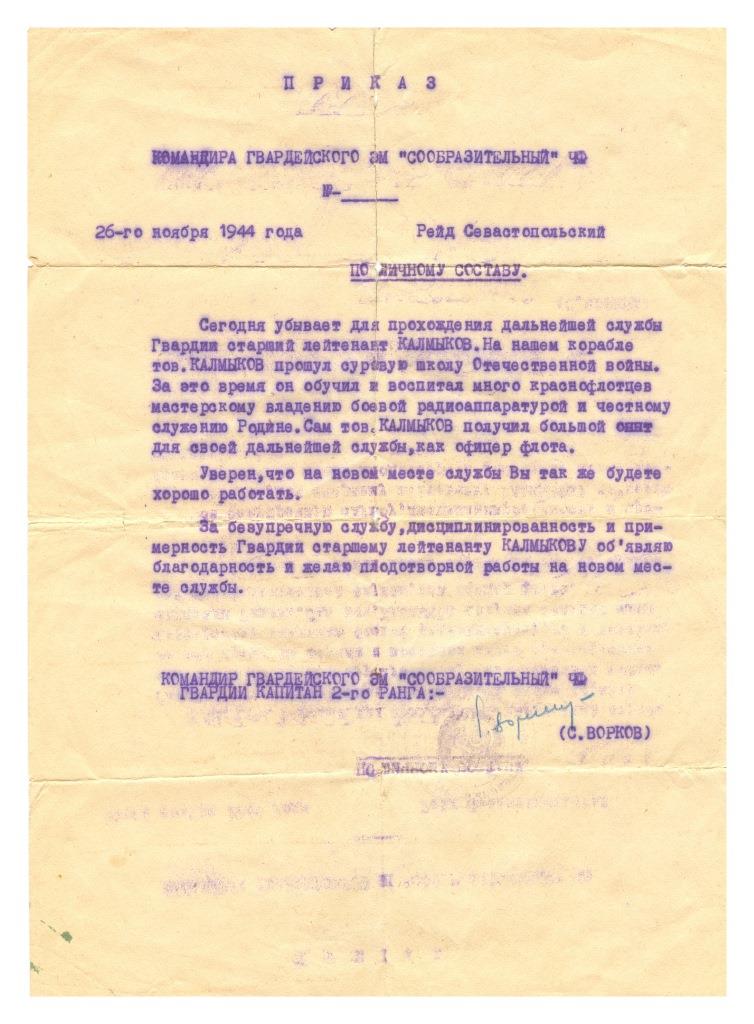 ПРИКАЗ
КОМАНДИРА ГВАРДЕЙСКОГО ЭМ "СООБРАЗИТЕЛЬНЫЙ" ЧФ
№-______
26-го ноября 1944 года Рейд Севастопольский
ПО ЛИЧНОМУ СОСТАВУ.
Сегодня убывает для прохождения дальнейшей службы
Гвардии старший лейтенант КАЛМЫКОВ.На нашем корабле
тов.КАЛМЫКОВ прошул суровую школу Отечественной войны.
За это время он обучил и воспитал много краснофлотцев
мастерскому владению боевой радиоаппаратурой и честному
служению Родине.Сам тов.КАЛМЫКОВ получил большой опыт
для своей дальнейшей службы,как офицер флота.
Уверен,что на новом месте службы Вы так же будете
хорошо работать.
За безупречную службу,дисциплинированность и при-
мерность Гвардии старшему лейтенанту КАЛМЫКОВУ об'являю
благодарность и желаю плодотворной работы на новом мес-
те службы.
КОМАНДИР ГВАРДЕЙСКОГО ЭМ "СООБРАЗИТЕЛЬНЫЙ" ЧФ
ГВАРДИИ КАПИТАН 2-го РАНГА:-
(С.ВОРКОВ)